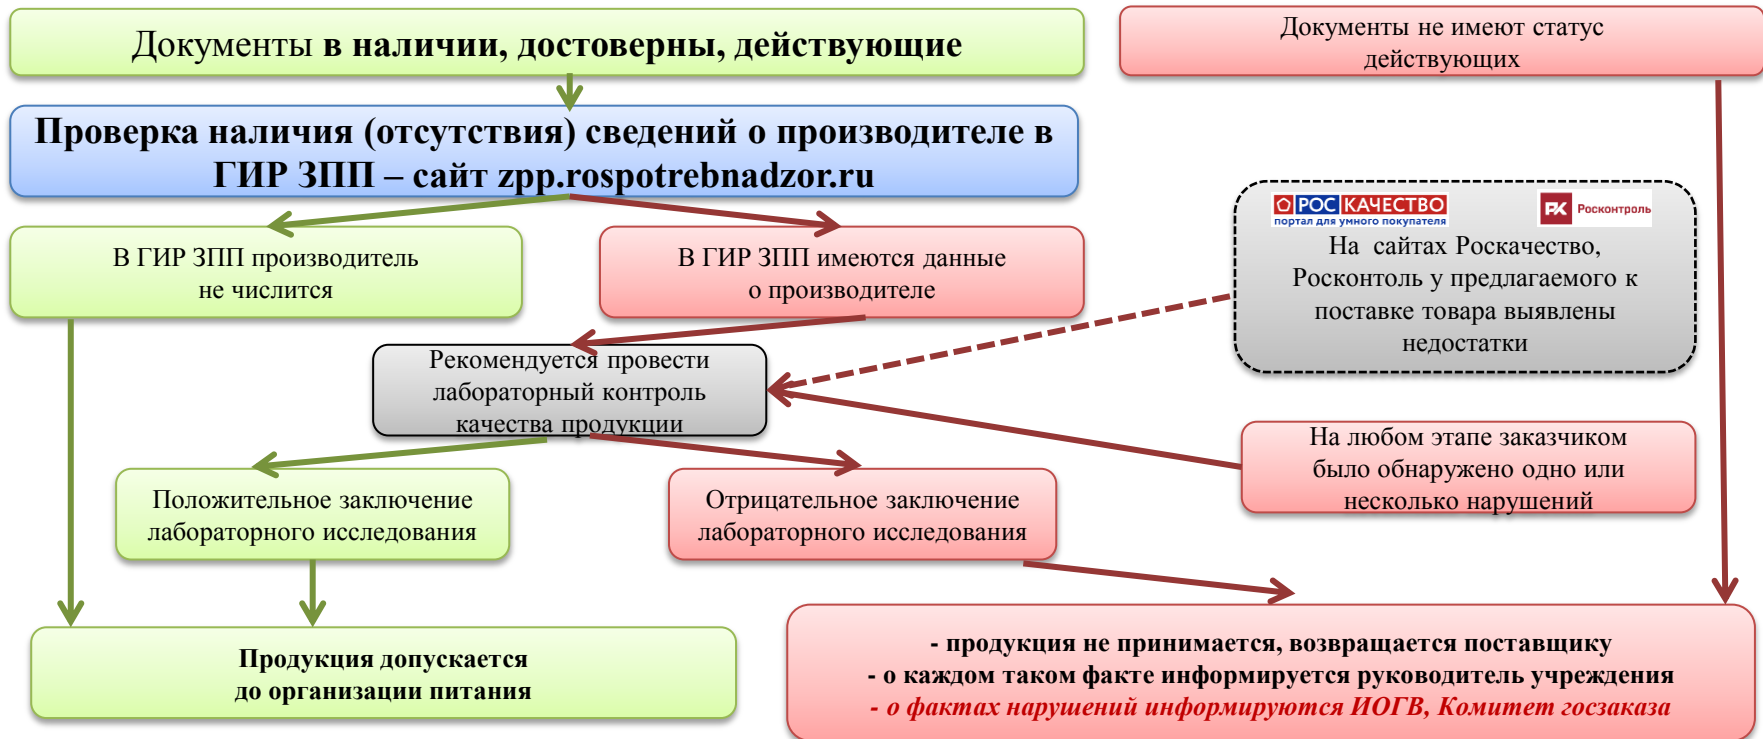 Документы в наличии, достоверны, действующие
Документы не имеют статус
действующих
Проверка наличия (отсутствия) сведений о производителе в
ГИР ЗПП – сайт zpp.rospotrebnadzor.ru
РОСКАЧЕСТВО
портал для умного покупателя
РК Росконтроль
На сайтах Роскачество,
Росконтоль у предлагаемого к
поставке товара выявлены
недостатки
В ГИР ЗПП производитель
не числится
В ГИР ЗПП имеются данные
о производителе
Рекомендуется провести
лабораторный контроль
качества продукции
На любом этапе заказчиком
было обнаружено одно или
несколько нарушений
Положительное заключение
лабораторного исследования
Отрицательное заключение
лабораторного исследования
Продукция допускается
до организации питания
- продукция не принимается, возвращается поставщику
- о каждом таком факте информируется руководитель учреждения
- о фактах нарушений информируются ИОГВ, Комитет госзаказа